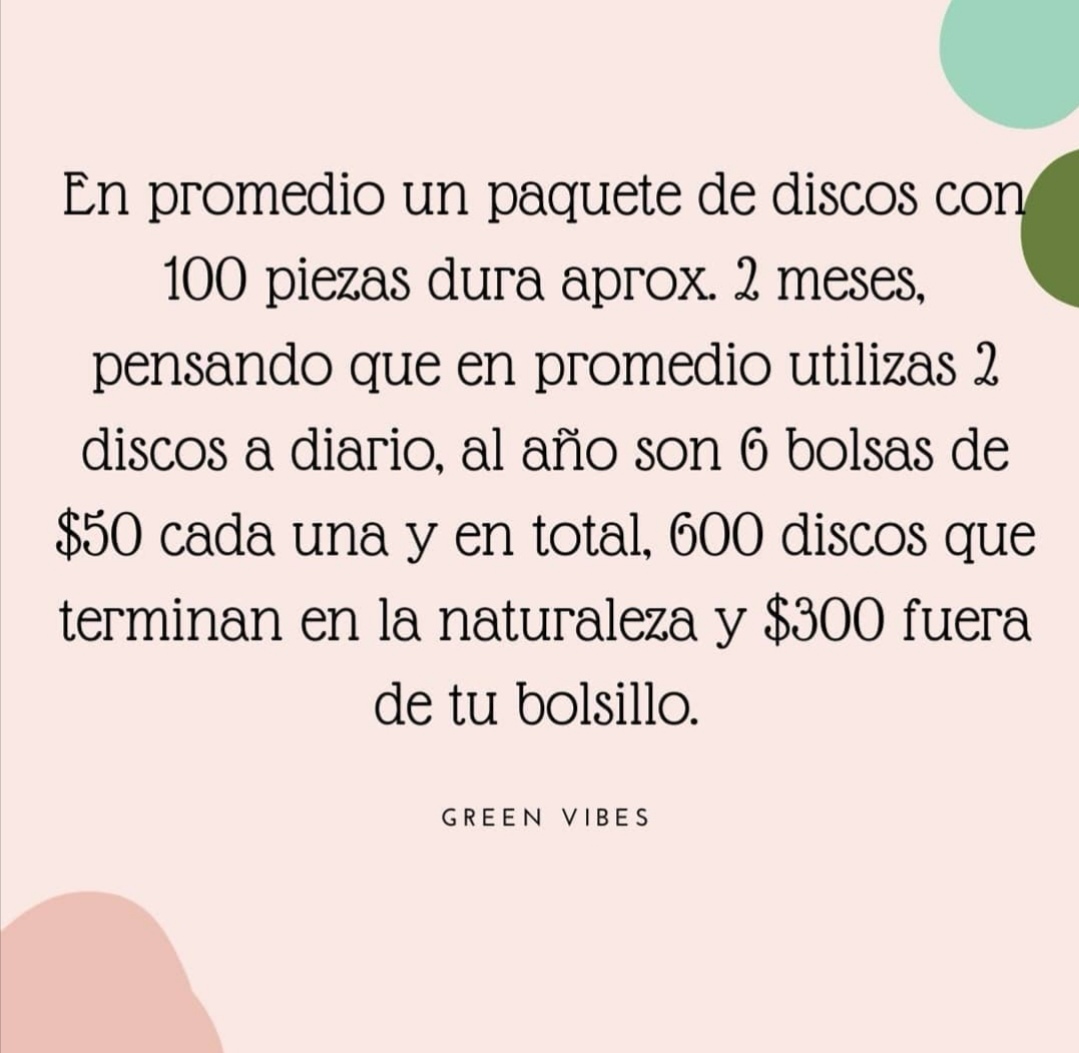 En promedio un paquete de discos con
100 piezas dura aprox. 2 meses,
pensando que en promedio utilizas 2
discos a diario, al año son 6 bolsas de
$50 cada una y en total, 600 discos que
terminan en la naturaleza y $300 fuera
de tu bolsillo.
GREEN VIBES